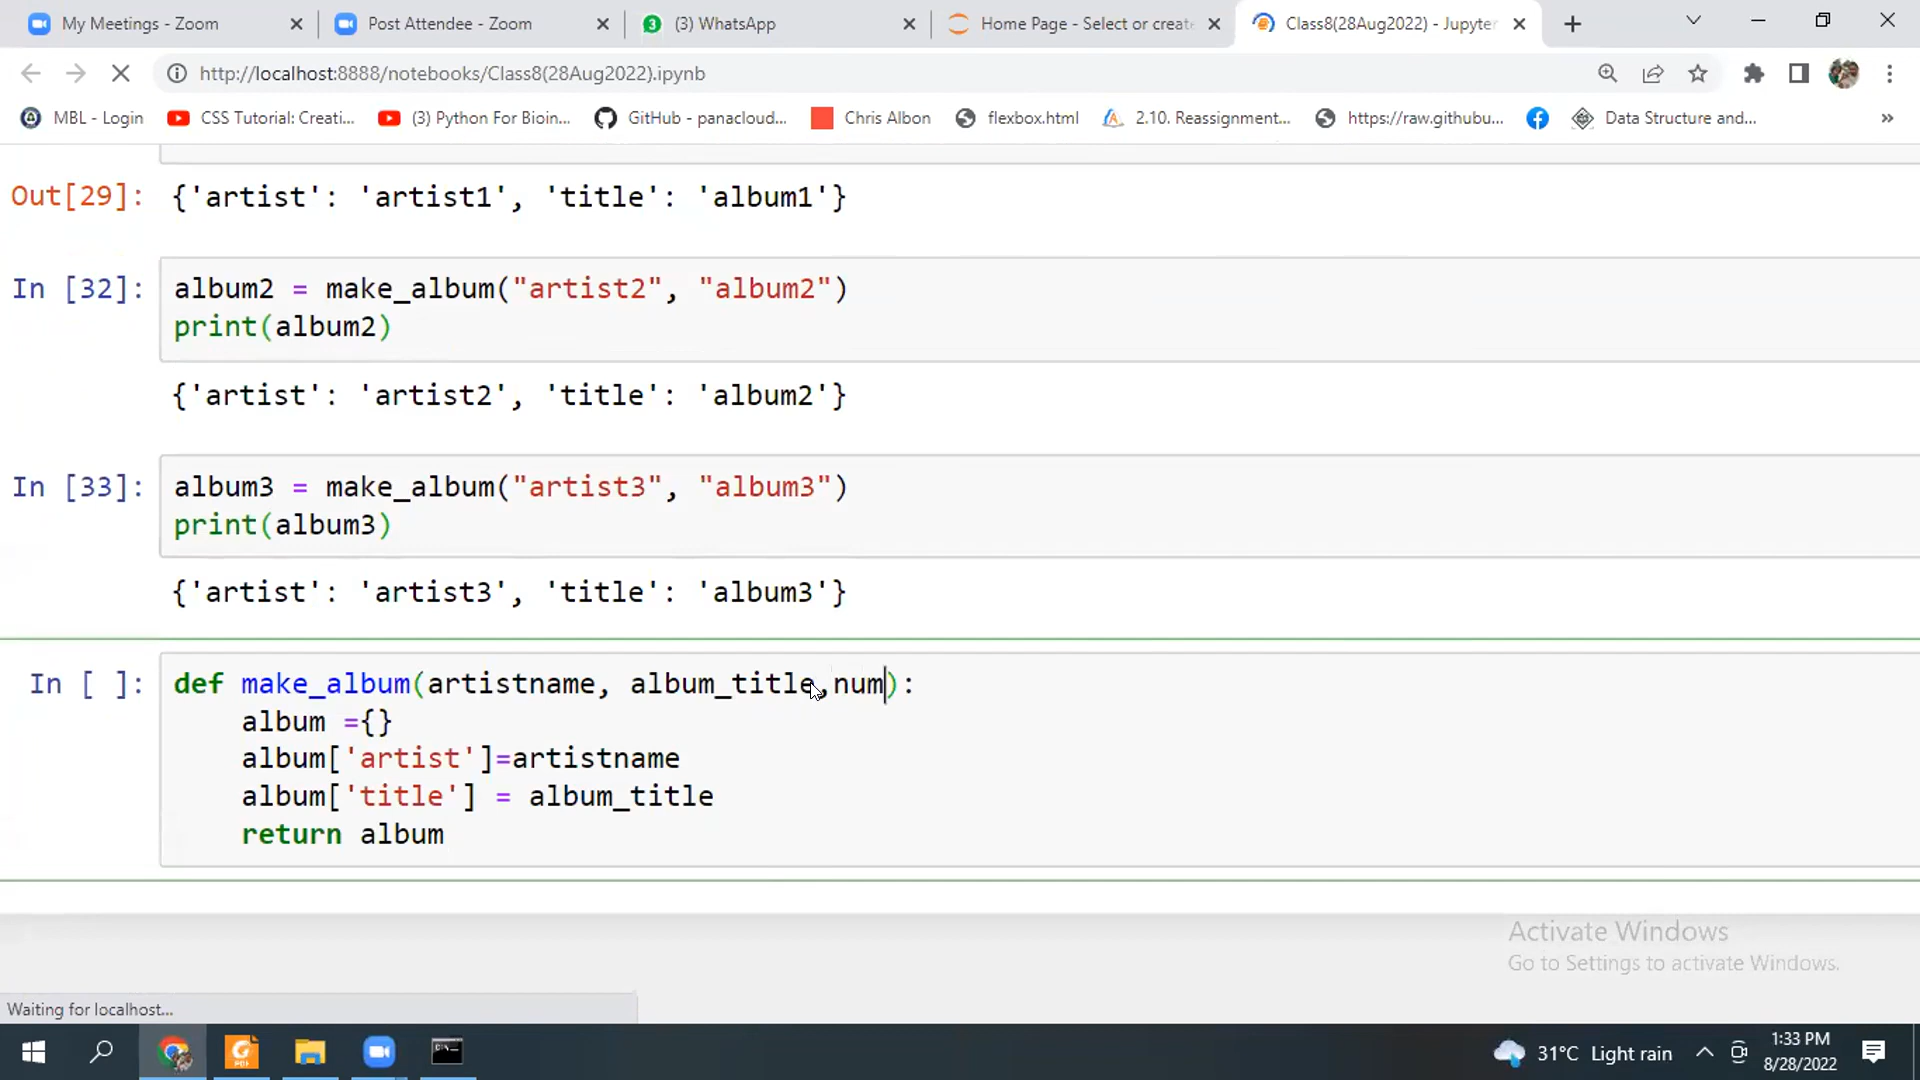 My Meetings - Zoom
Post Attendee - Zoom
3 (3) WhatsApp
Home Page - Select or create
Class8(28Aug2022) - Jupyter
http://localhost:8888/notebooks/Class8(28Aug2022).ipynb
MBL - Login
CSS Tutorial: Creati...
(3) Python For Bioin...
GitHub - panacloud...
Chris Albon
flexbox.html
2.10. Reassignment...
https://raw.githubu...
Data Structure and...
»
Out[29]: {'artist': 'artist1', 'title': 'album1'}
In [32]: album2 = make_album("artist2", "album2")
print(album2)
{'artist': 'artist2', 'title': 'album2'}
In [33]: album3 = make_album("artist3", "album3")
print(album3)
{'artist': 'artist3', 'title': 'album3'}
In [ ]: def make_album(artistname, album_title,num):
album ={}
album['artist']=artistname
album['title'] = album_title
return album
Activate Windows
Go to Settings to activate Windows.
Waiting for localhost...
31°C Light rain
1:33 PM
8/28/2022